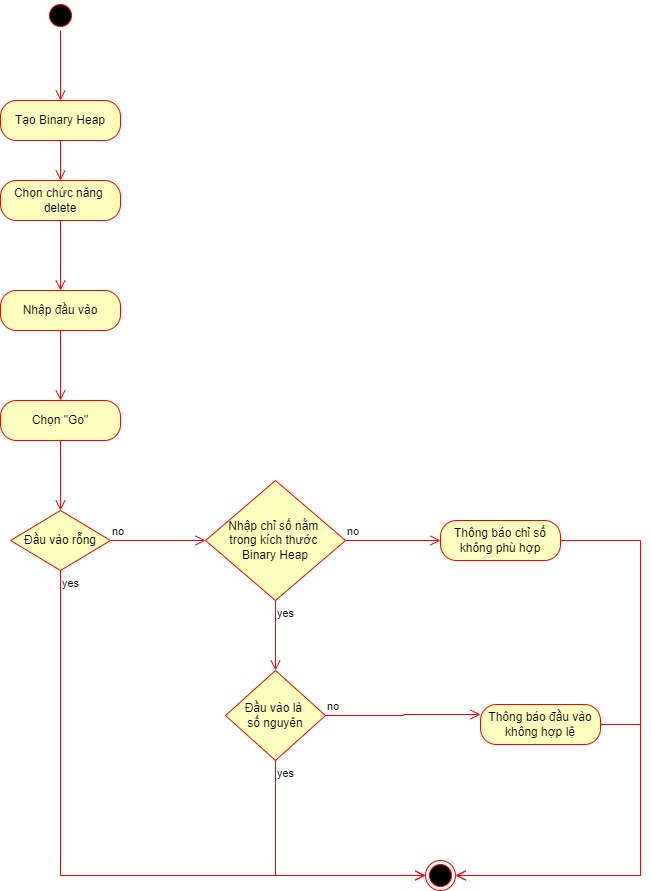 Tạo Binary Heap
Chọn chức năng
delete
Nhập đầu vào
Chọn "Go"
Đầu vào rỗng
no
yes
Nhập chỉ số nằm
trong kích thước
Binary Heap
no
yes
Thông báo chỉ số
không phù hợp
Đầu vào là
số nguyên
no
yes
Thông báo đầu vào
không hợp lệ